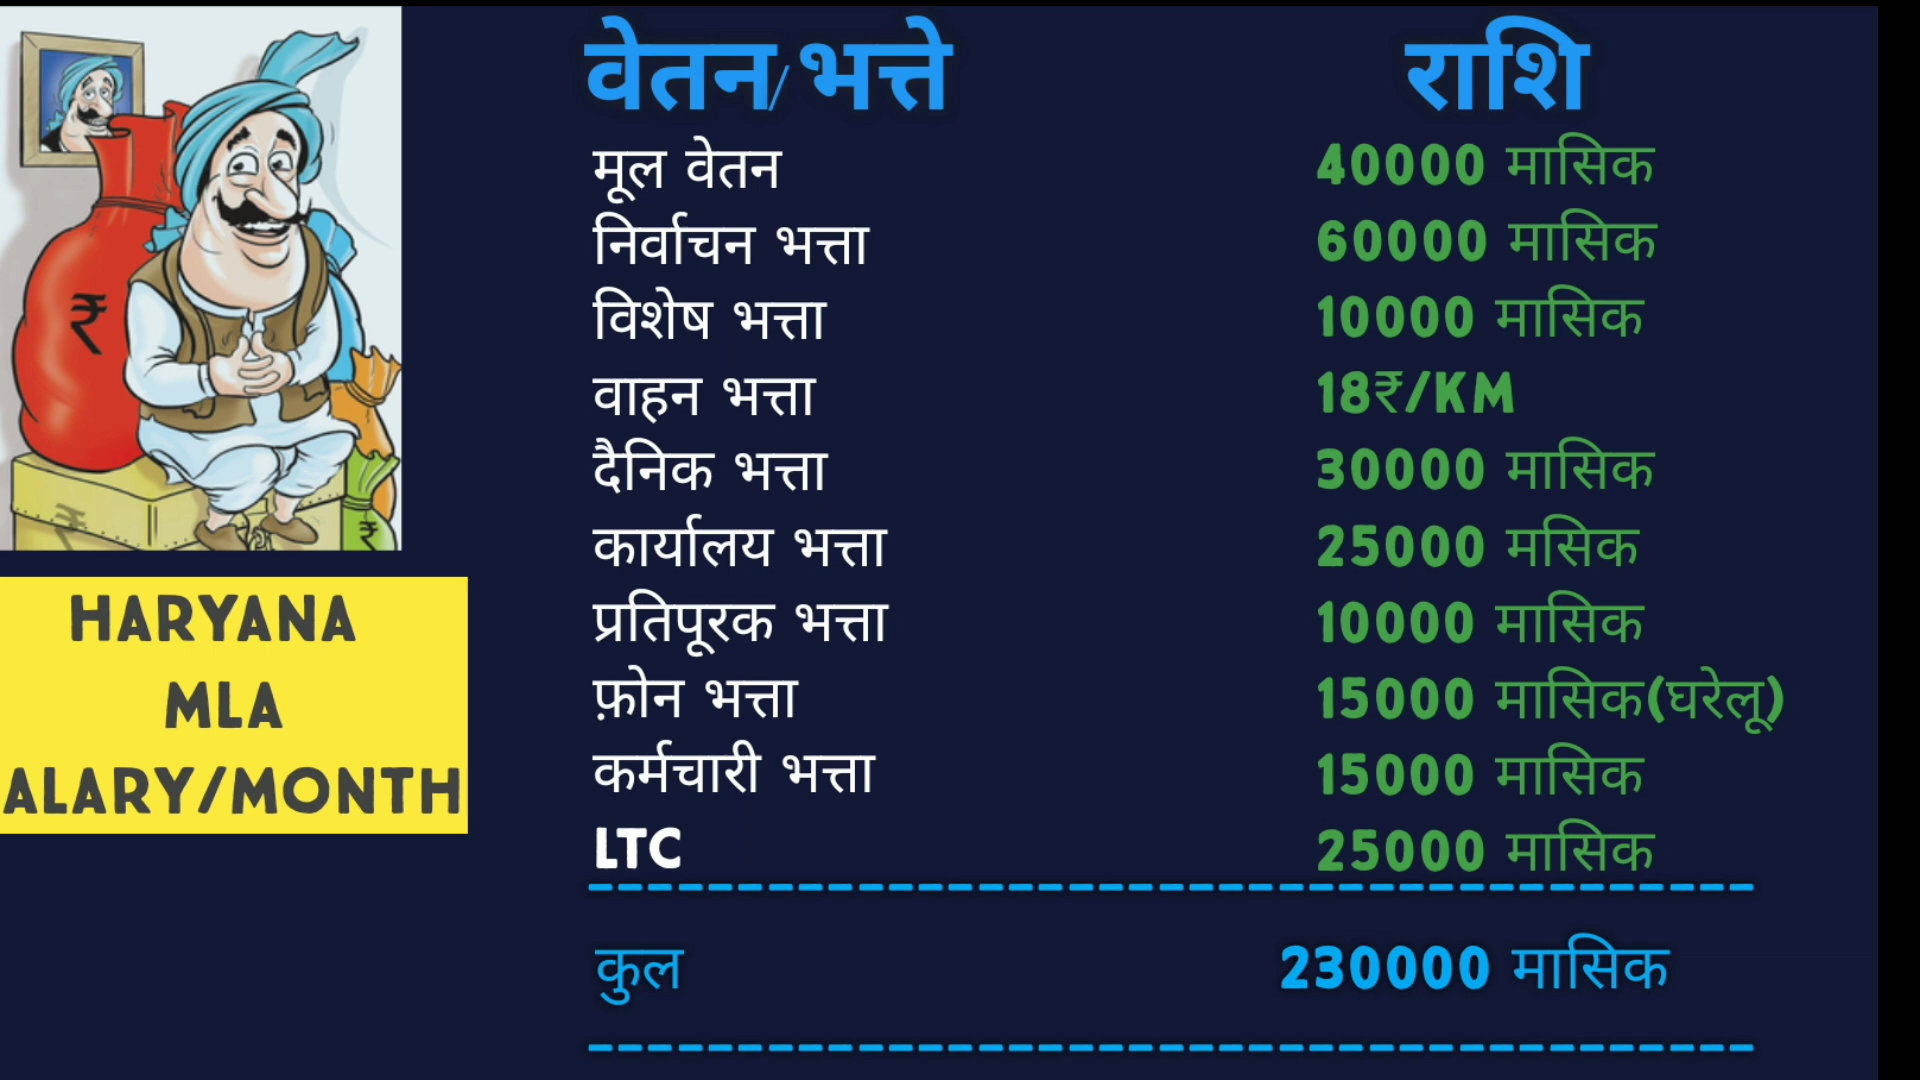 वेतन/भत्ते राशि
मूल वेतन 40000 मासिक
निर्वाचन भत्ता 60000 मासिक
विशेष भत्ता 10000 मासिक
वाहन भत्ता 18₹/KM
दैनिक भत्ता 30000 मासिक
कार्यालय भत्ता 25000 मसिक
प्रतिपूरक भत्ता 10000 मासिक
फ़ोन भत्ता 15000 मासिक(घरेलू)
कर्मचारी भत्ता 15000 मासिक
LTC 25000 मासिक
कुल 230000 मासिक
₹
₹
₹
HARYANA
MLA
ALARY/MONTH